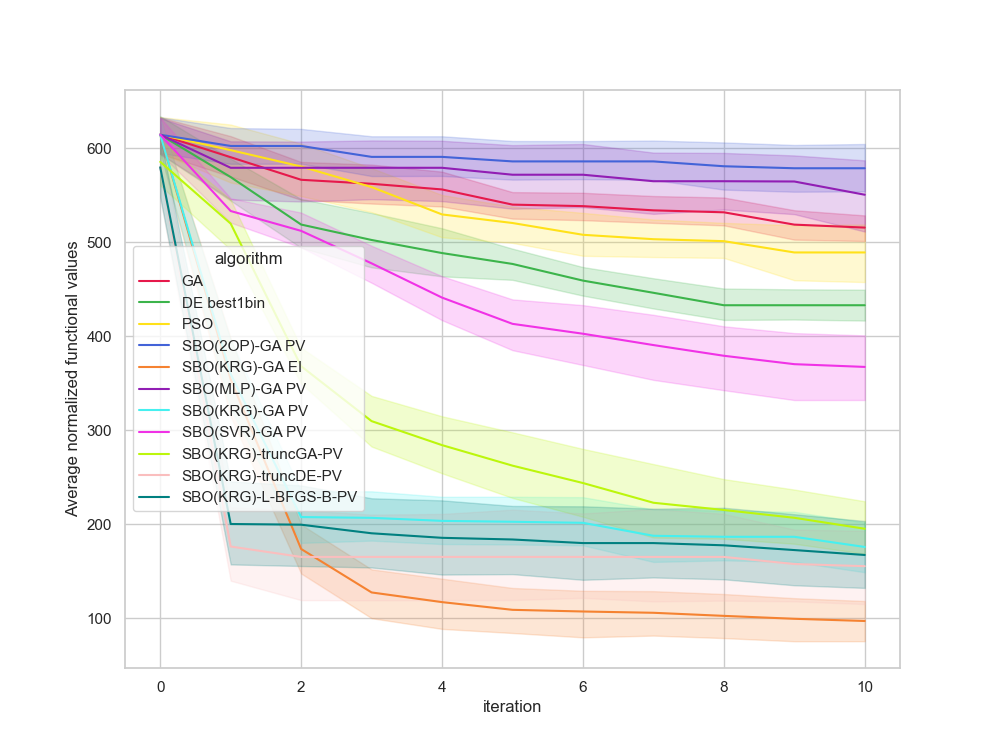 600
500
400
300
200
100
Average normalized functional values
algorithm
GA
DE best1bin
PSO
SBO(2OP)-GA PV
SBO(KRG)-GA EI
SBO(MLP)-GA PV
SBO(KRG)-GA PV
SBO(SVR)-GA PV
SBO(KRG)-truncGA-PV
SBO(KRG)-truncDE-PV
SBO(KRG)-L-BFGS-B-PV
0 2 4 6 8 10
iteration